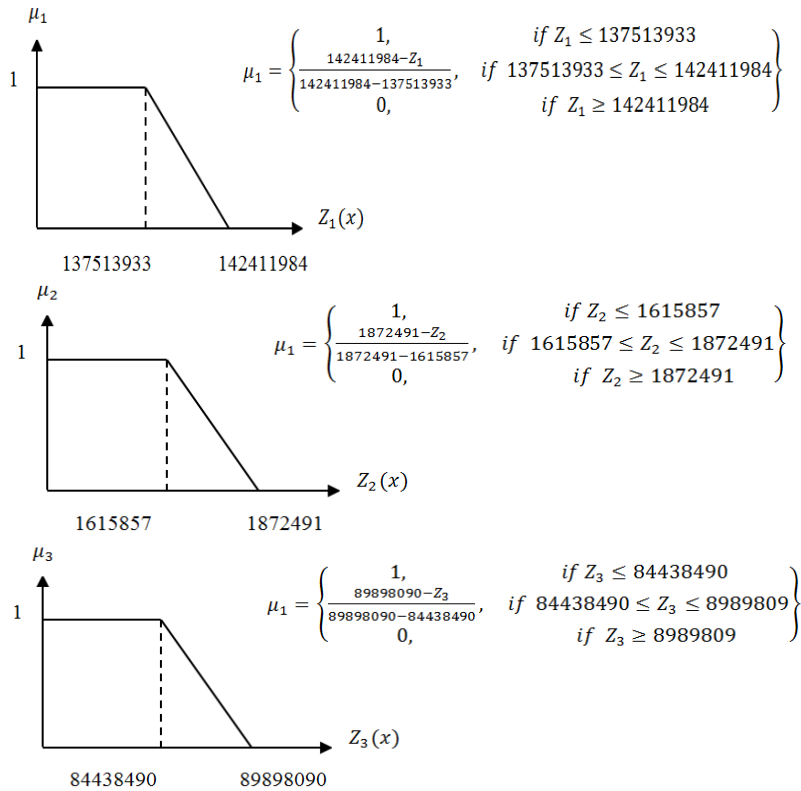 μ₁
1
μ₁ = { 1, if Z₁ ≤ 137513933
142411984−Z₁ / 142411984−137513933, if 137513933 ≤ Z₁ ≤ 142411984
0, if Z₁ ≥ 142411984 }
Z₁(x)
137513933 142411984
μ₂
1
μ₁ = { 1, if Z₂ ≤ 1615857
1872491−Z₂ / 1872491−1615857, if 1615857 ≤ Z₂ ≤ 1872491
0, if Z₂ ≥ 1872491 }
Z₂(x)
1615857 1872491
μ₃
1
μ₁ = { 1, if Z₃ ≤ 84438490
89898090−Z₃ / 89898090−84438490, if 84438490 ≤ Z₃ ≤ 8989809
0, if Z₃ ≥ 8989809 }
Z₃(x)
84438490 89898090